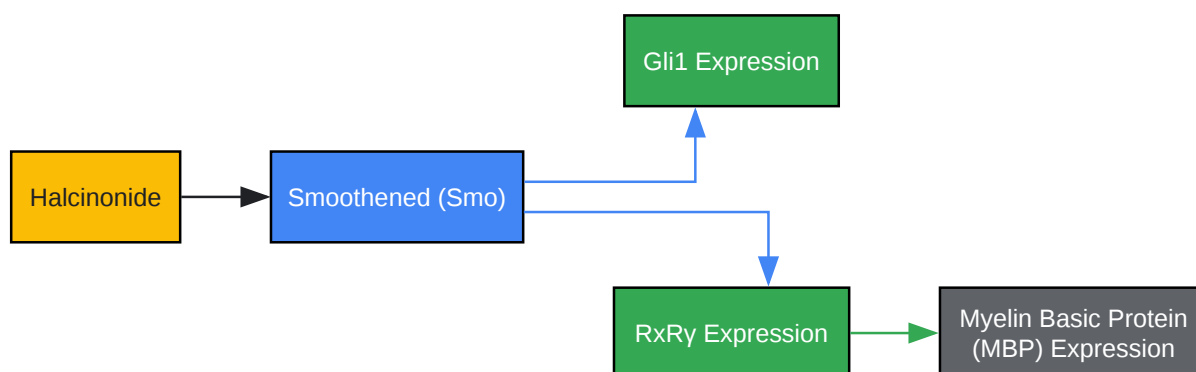 Gli1 Expression
Halcinonide
Smoothened (Smo)
RxRγ Expression
Myelin Basic Protein
(MBP) Expression